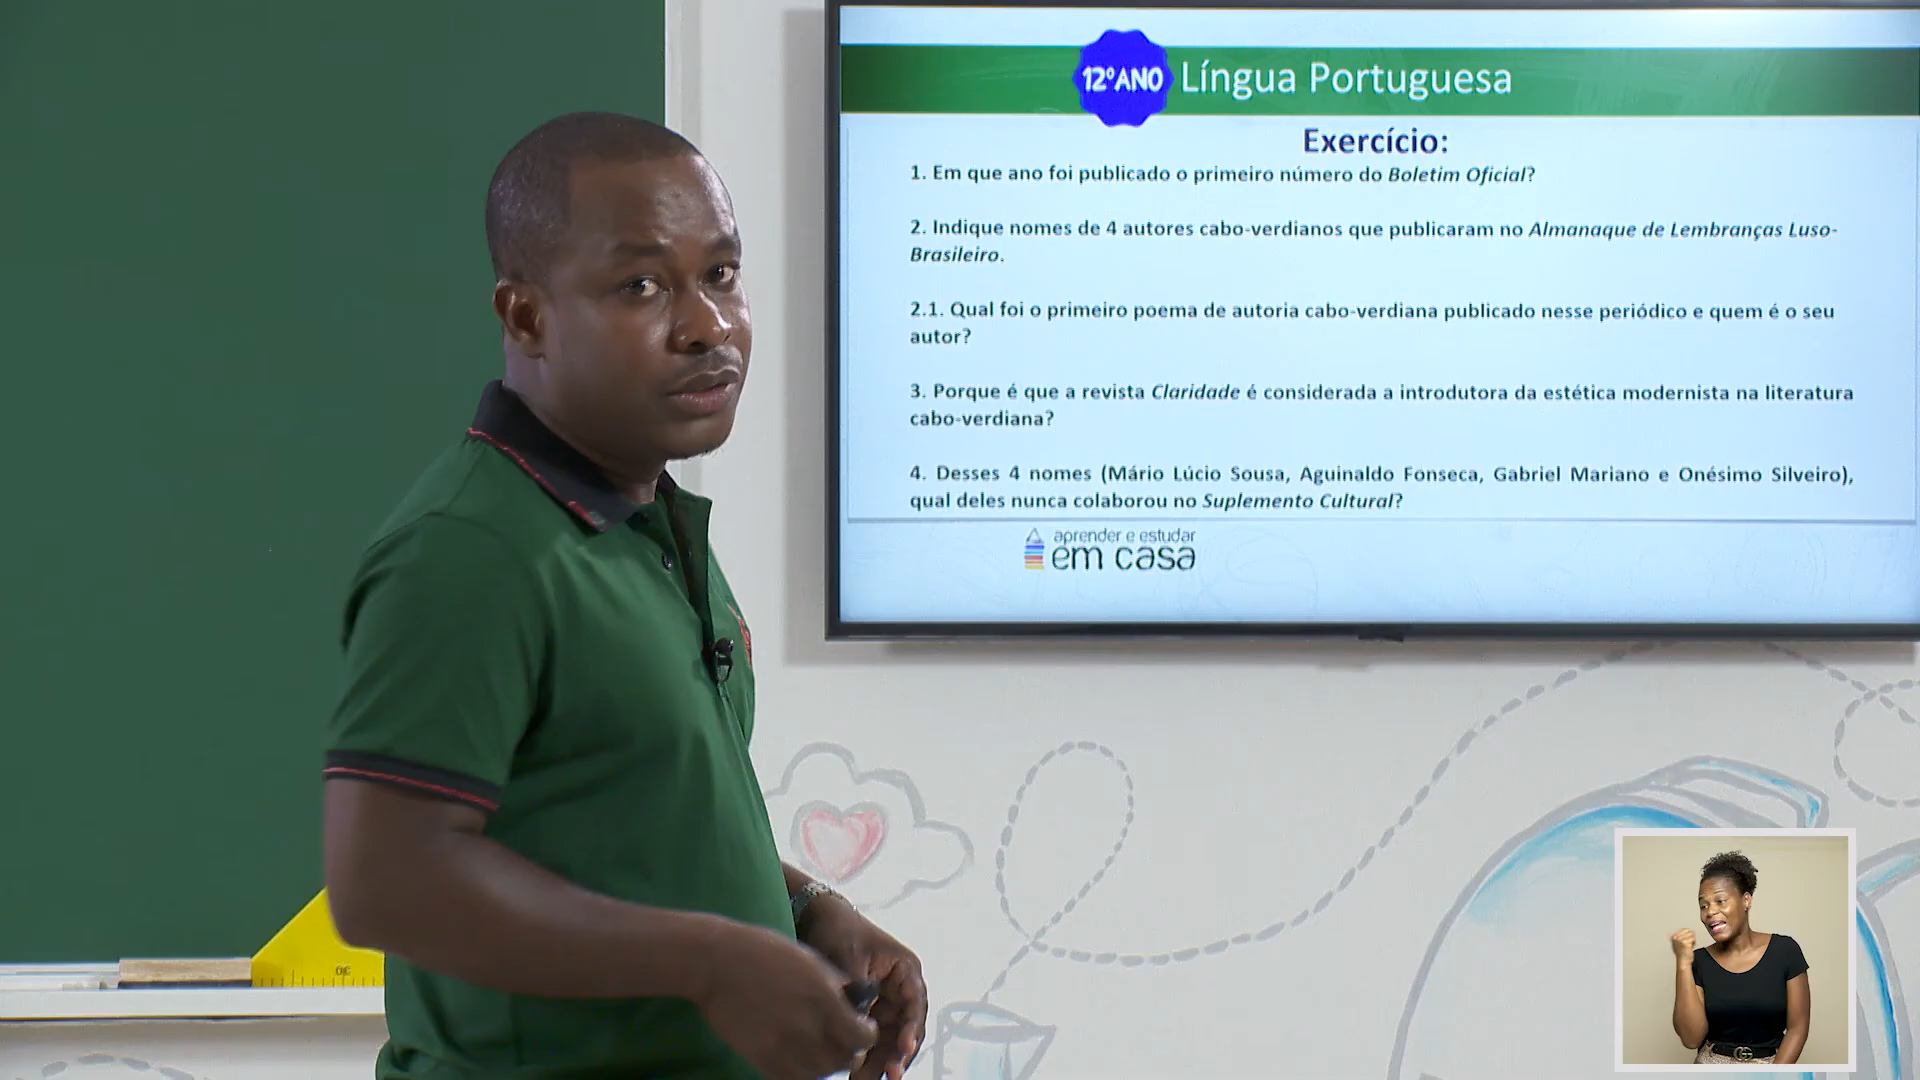 12ºANO Língua Portuguesa
Exercício:
1. Em que ano foi publicado o primeiro número do Boletim Oficial?
2. Indique nomes de 4 autores cabo-verdianos que publicaram no Almanaque de Lembranças Luso-
Brasileiro.
2.1. Qual foi o primeiro poema de autoria cabo-verdiana publicado nesse periódico e quem é o seu
autor?
3. Porque é que a revista Claridade é considerada a introdutora da estética modernista na literatura
cabo-verdiana?
4. Desses 4 nomes (Mário Lúcio Sousa, Aguinaldo Fonseca, Gabriel Mariano e Onésimo Silveiro),
qual deles nunca colaborou no Suplemento Cultural?
aprender e estudar
em casa